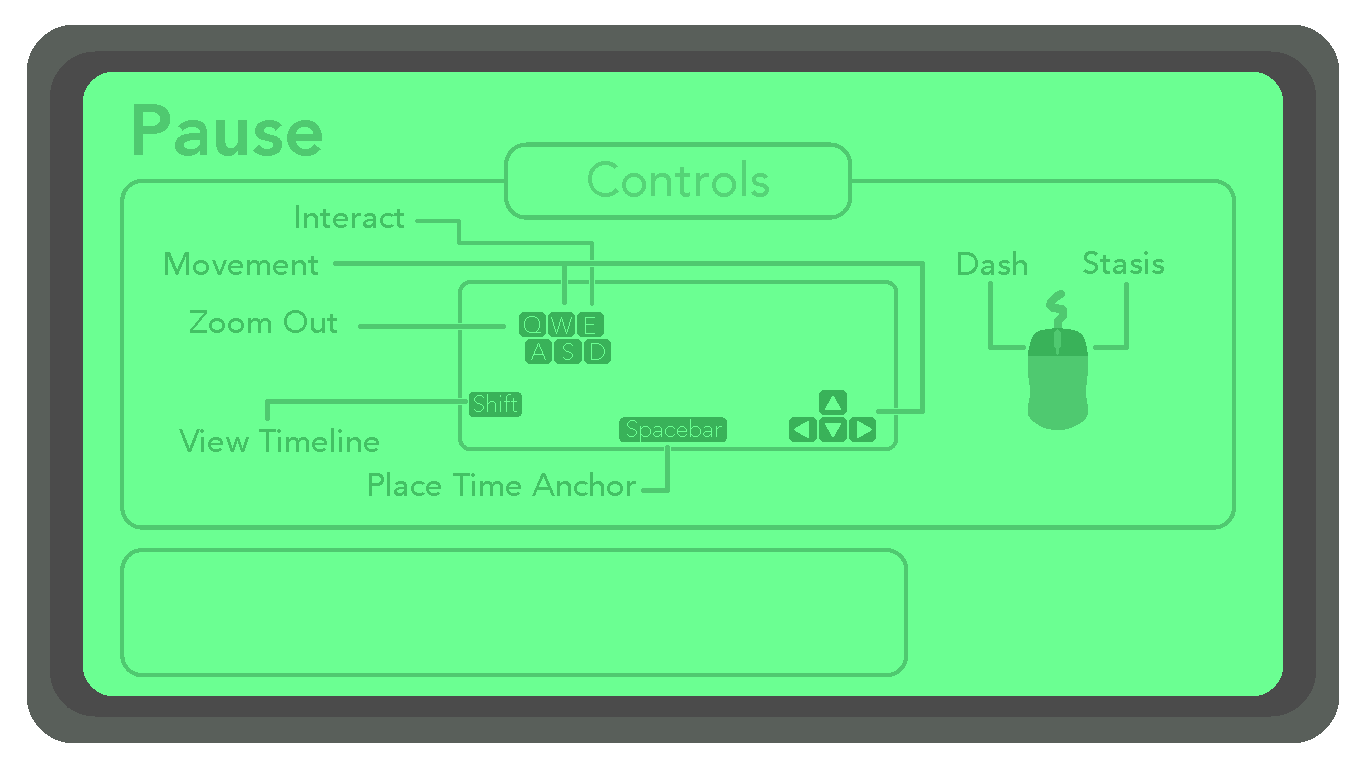 Pause
Controls
Interact
Movement
Dash
Stasis
Zoom Out
Q W E
A S D
Shift
Spacebar
View Timeline
Place Time Anchor